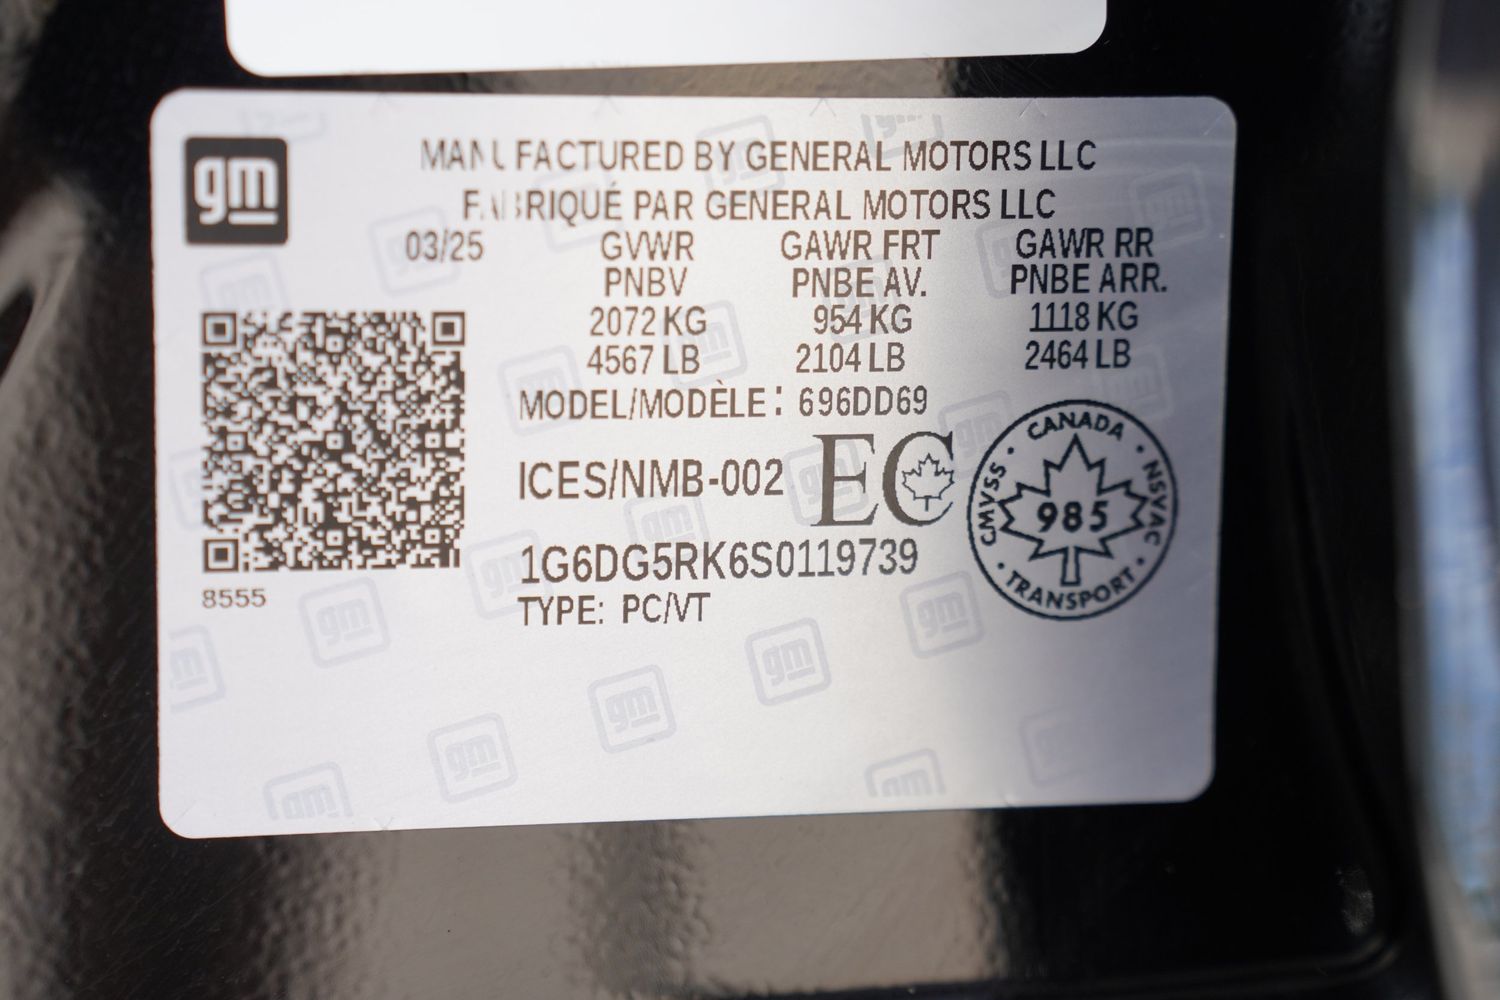 gm
MANUFACTURED BY GENERAL MOTORS LLC
FABRIQUÉ PAR GENERAL MOTORS LLC
03/25 GVWR GAWR FRT GAWR RR
PNBV PNBE AV. PNBE ARR.
2072 KG 954 KG 1118 KG
4567 LB 2104 LB 2464 LB
MODEL/MODÈLE: 696DD69
ICES/NMB-002 EC
CANADA
CMVSS 985 NSVAC
TRANSPORT
1G6DG5RK6S0119739
8555
TYPE: PC/VT